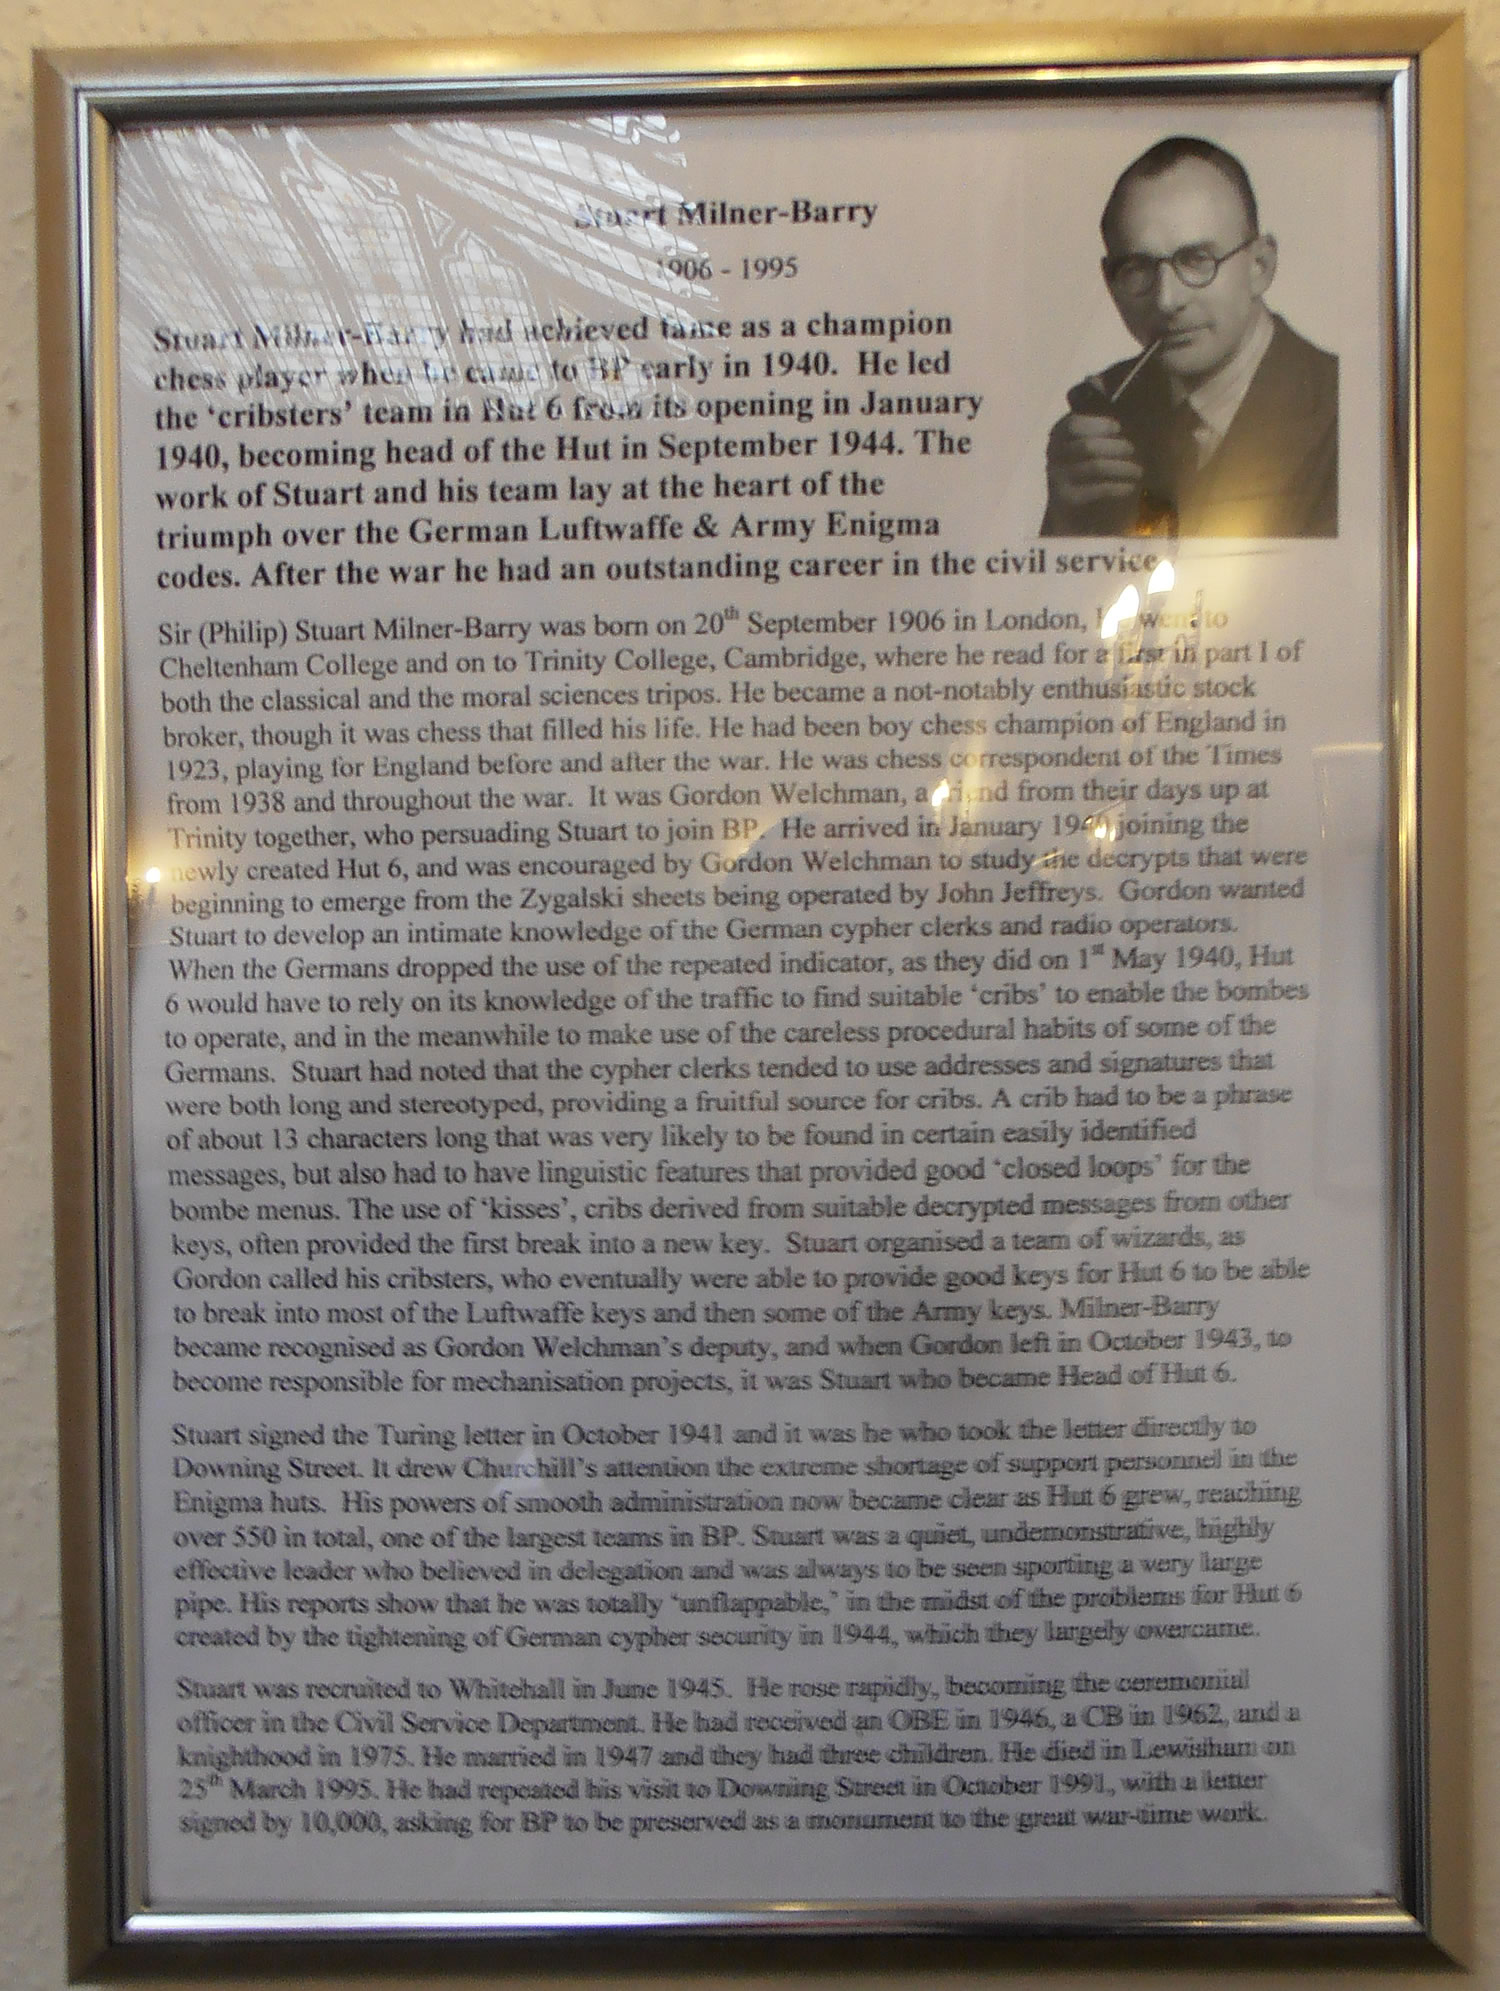 Stuart Milner-Barry
1906 - 1995
Stuart Milner-Barry had achieved fame as a champion
chess player when he came to BP early in 1940. He led
the ‘cribsters’ team in Hut 6 from its opening in January
1940, becoming head of the Hut in September 1944. The
work of Stuart and his team lay at the heart of the
triumph over the German Luftwaffe & Army Enigma
codes. After the war he had an outstanding career in the civil service
Sir (Philip) Stuart Milner-Barry was born on 20th September 1906 in London, he went to
Cheltenham College and on to Trinity College, Cambridge, where he read for a first in part I of
both the classical and the moral sciences tripos. He became a not-notably enthusiastic stock
broker, though it was chess that filled his life. He had been boy chess champion of England in
1923, playing for England before and after the war. He was chess correspondent of the Times
from 1938 and throughout the war. It was Gordon Welchman, a friend from their days up at
Trinity together, who persuading Stuart to join BP. He arrived in January 1940 joining the
newly created Hut 6, and was encouraged by Gordon Welchman to study the decrypts that were
beginning to emerge from the Zygalski sheets being operated by John Jeffreys. Gordon wanted
Stuart to develop an intimate knowledge of the German cypher clerks and radio operators.
When the Germans dropped the use of the repeated indicator, as they did on 1st May 1940, Hut
6 would have to rely on its knowledge of the traffic to find suitable ‘cribs’ to enable the bombes
to operate, and in the meanwhile to make use of the careless procedural habits of some of the
Germans. Stuart had noted that the cypher clerks tended to use addresses and signatures that
were both long and stereotyped, providing a fruitful source for cribs. A crib had to be a phrase
of about 13 characters long that was very likely to be found in certain easily identified
messages, but also had to have linguistic features that provided good ‘closed loops’ for the
bombe menus. The use of ‘kisses’, cribs derived from suitable decrypted messages from other
keys, often provided the first break into a new key. Stuart organised a team of wizards, as
Gordon called his cribsters, who eventually were able to provide good keys for Hut 6 to be able
to break into most of the Luftwaffe keys and then some of the Army keys. Milner-Barry
became recognised as Gordon Welchman’s deputy, and when Gordon left in October 1943, to
become responsible for mechanisation projects, it was Stuart who became Head of Hut 6.
Stuart signed the Turing letter in October 1941 and it was he who took the letter directly to
Downing Street. It drew Churchill’s attention the extreme shortage of support personnel in the
Enigma huts. His powers of smooth administration now became clear as Hut 6 grew, reaching
over 550 in total, one of the largest teams in BP. Stuart was a quiet, undemonstrative, highly
effective leader who believed in delegation and was always to be seen sporting a very large
pipe. His reports show that he was totally ‘unflappable,’ in the midst of the problems for Hut 6
created by the tightening of German cypher security in 1944, which they largely overcame.
Stuart was recruited to Whitehall in June 1945. He rose rapidly, becoming the ceremonial
officer in the Civil Service Department. He had received an OBE in 1946, a CB in 1962, and a
knighthood in 1975. He married in 1947 and they had three children. He died in Lewisham on
25th March 1995. He had repeated his visit to Downing Street in October 1991, with a letter
signed by 10,000, asking for BP to be preserved as a monument to the great war-time work.